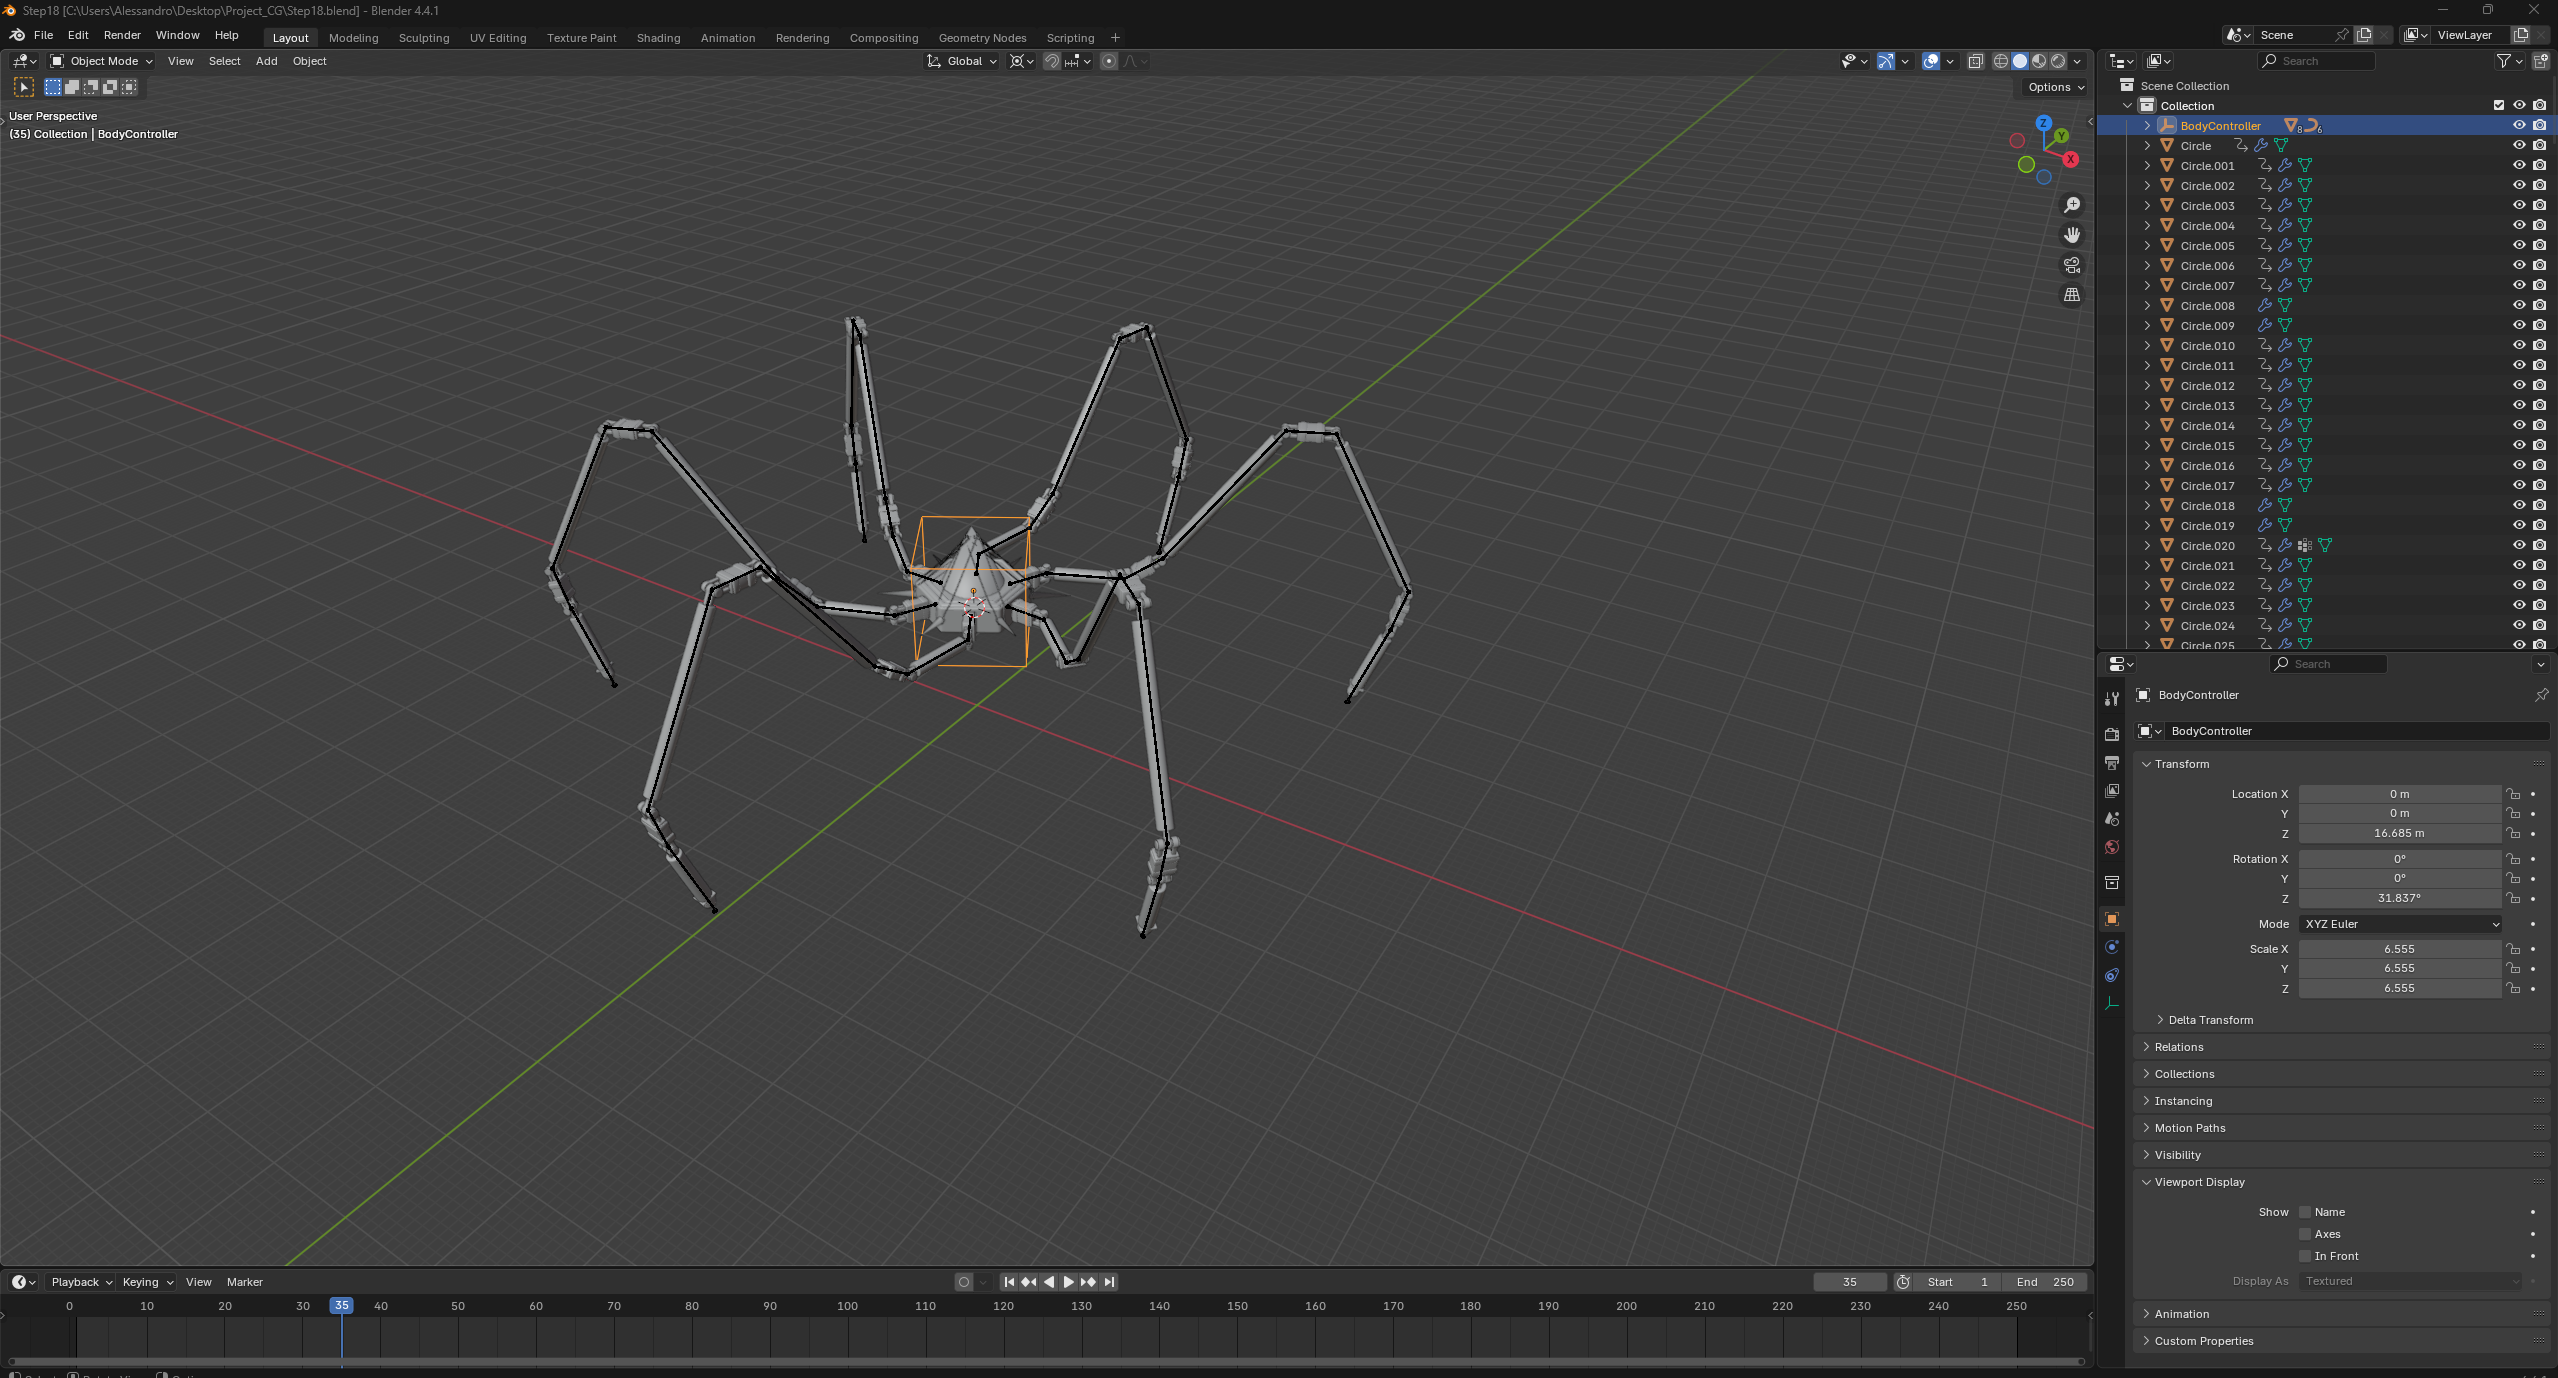 Step18 [C:\Users\Alessandro\Desktop\Project_CG\Step18.blend] - Blender 4.4.1
File Edit Render Window Help
Layout Modeling Sculpting UV Editing Texture Paint Shading Animation Rendering Compositing Geometry Nodes Scripting +
Scene
ViewLayer
Object Mode View Select Add Object
Global
Options
User Perspective
(35) Collection | BodyController
Z
Y
X
Search
Scene Collection
Collection
BodyController 8 6
Circle
Circle.001
Circle.002
Circle.003
Circle.004
Circle.005
Circle.006
Circle.007
Circle.008
Circle.009
Circle.010
Circle.011
Circle.012
Circle.013
Circle.014
Circle.015
Circle.016
Circle.017
Circle.018
Circle.019
Circle.020
Circle.021
Circle.022
Circle.023
Circle.024
Circle.025
Search
BodyController
BodyController
Transform
Location X 0 m
Y 0 m
Z 16.685 m
Rotation X 0°
Y 0°
Z 31.837°
Mode XYZ Euler
Scale X 6.555
Y 6.555
Z 6.555
Delta Transform
Relations
Collections
Instancing
Motion Paths
Visibility
Viewport Display
Show Name
Axes
In Front
Display As Textured
Animation
Custom Properties
Playback Keying View Marker
35 Start 1 End 250
0 10 20 30 35 40 50 60 70 80 90 100 110 120 130 140 150 160 170 180 190 200 210 220 230 240 250